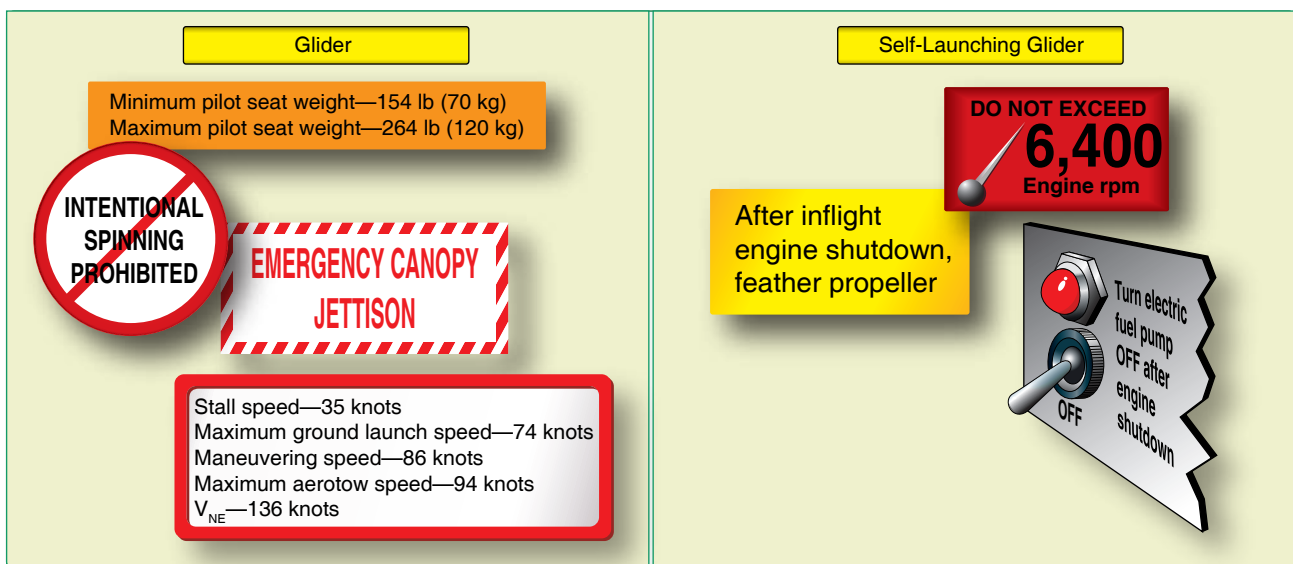 Glider
Minimum pilot seat weight—154 lb (70 kg)
Maximum pilot seat weight—264 lb (120 kg)
INTENTIONAL
SPINNING
PROHIBITED
EMERGENCY CANOPY
JETTISON
Stall speed—35 knots
Maximum ground launch speed—74 knots
Maneuvering speed—86 knots
Maximum aerotow speed—94 knots
VNE—136 knots
Self-Launching Glider
DO NOT EXCEED
6,400
Engine rpm
After inflight
engine shutdown,
feather propeller
Turn electric
fuel pump
OFF after
engine
shutdown
OFF